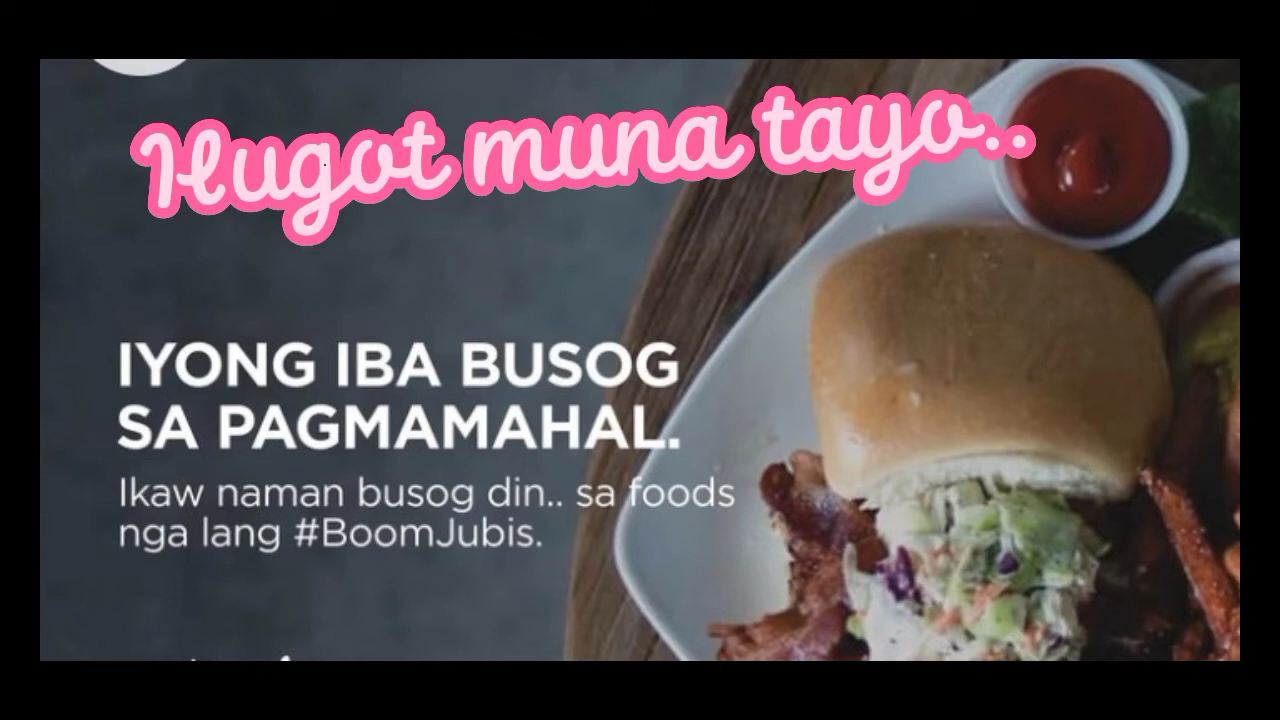 Hugot muna tayo..
IYONG IBA BUSOG
SA PAGMAMAHAL.
Ikaw naman busog din.. sa foods
nga lang #BoomJubis.